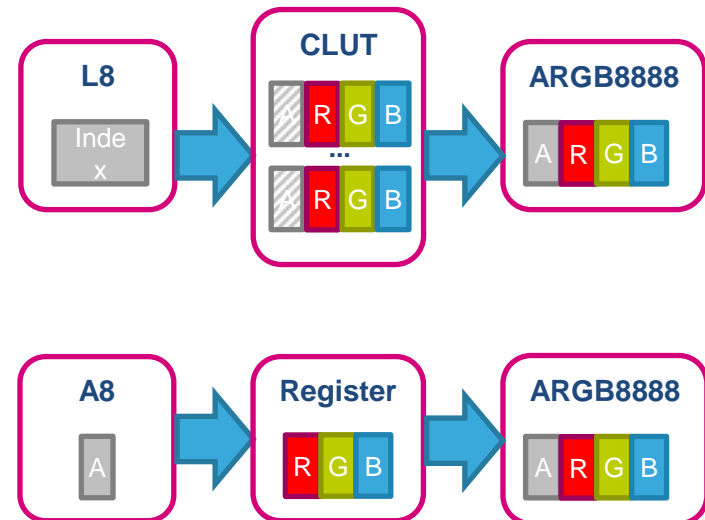 CLUT
L8
ARGB8888
A R G B
Inde
x
...
A R G B
A R G B
A8
Register
ARGB8888
A
R G B
A R G B